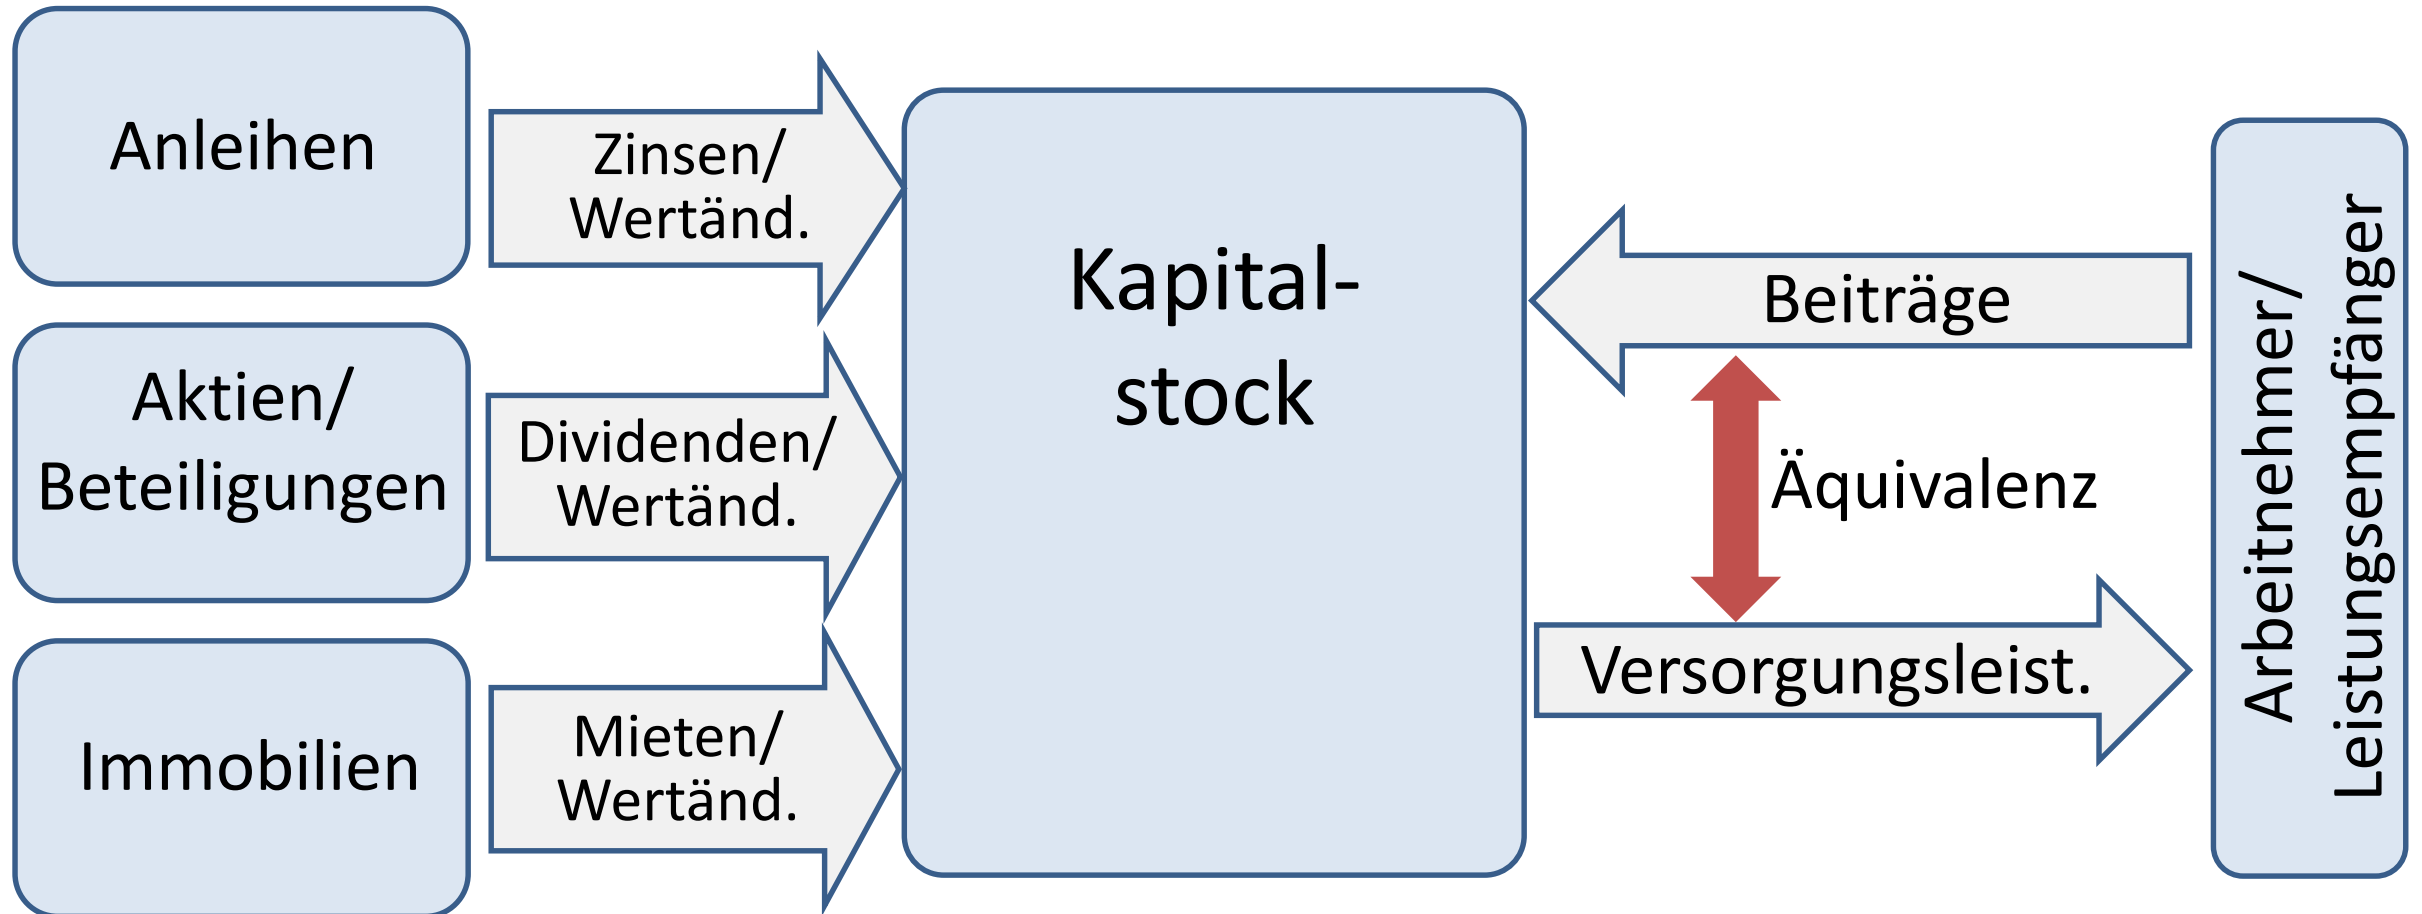 Anleihen
Zinsen/
Wertänd.
Aktien/
Beteiligungen
Dividenden/
Wertänd.
Immobilien
Mieten/
Wertänd.
Kapital-
stock
Beiträge
Äquivalenz
Versorgungsleist.
Arbeitnehmer/
Leistungsempfänger